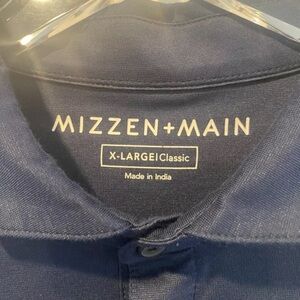 MIZZEN+MAIN
X-LARGE|Classic
Made in India